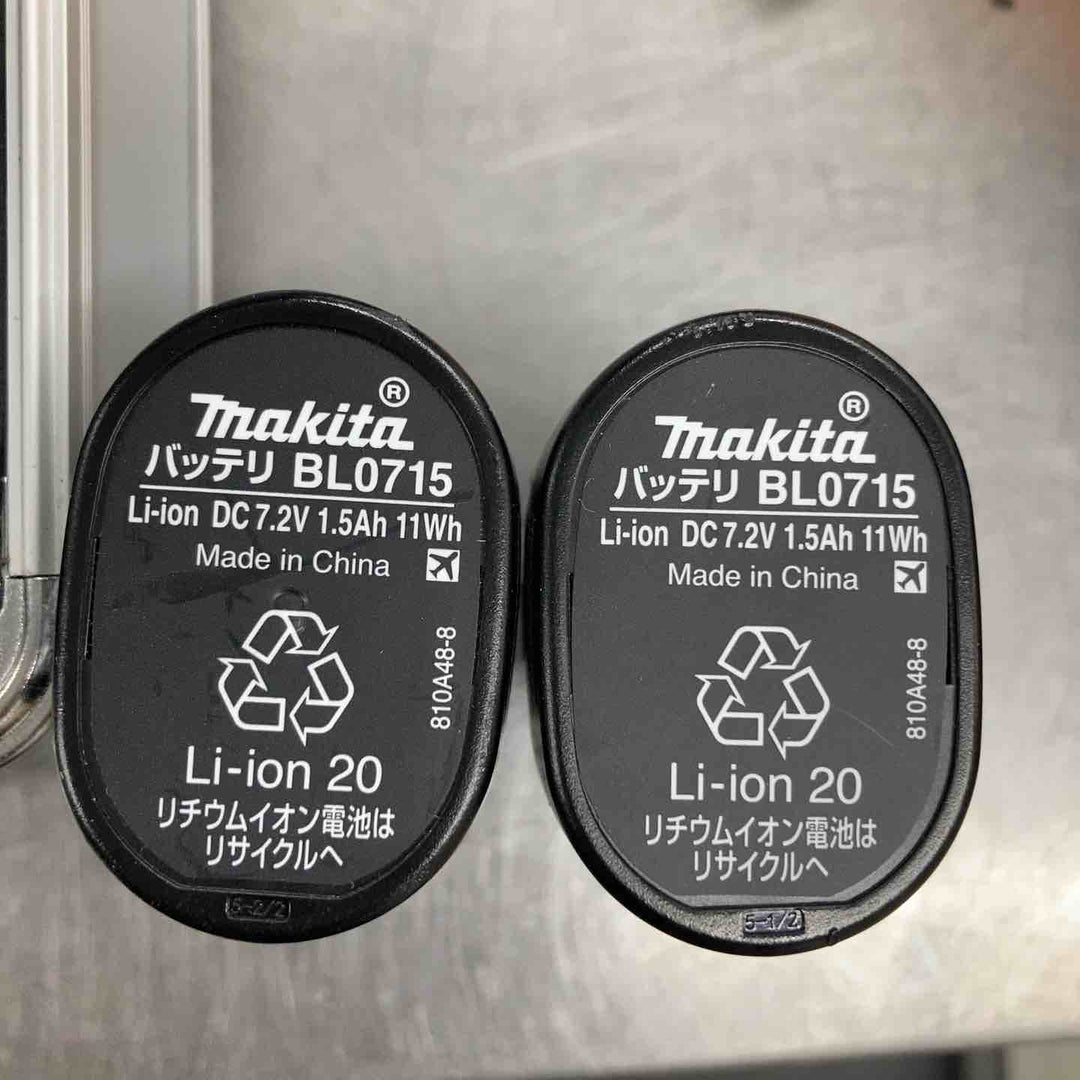 makita®
バッテリ BL0715
Li-ion DC 7.2V 1.5Ah 11Wh
Made in China
810A48-8
Li-ion 20
リチウムイオン電池は
リサイクルへ
5-2/2
makita®
バッテリ BL0715
Li-ion DC 7.2V 1.5Ah 11Wh
Made in China
810A48-8
Li-ion 20
リチウムイオン電池は
リサイクルへ
5-1/2